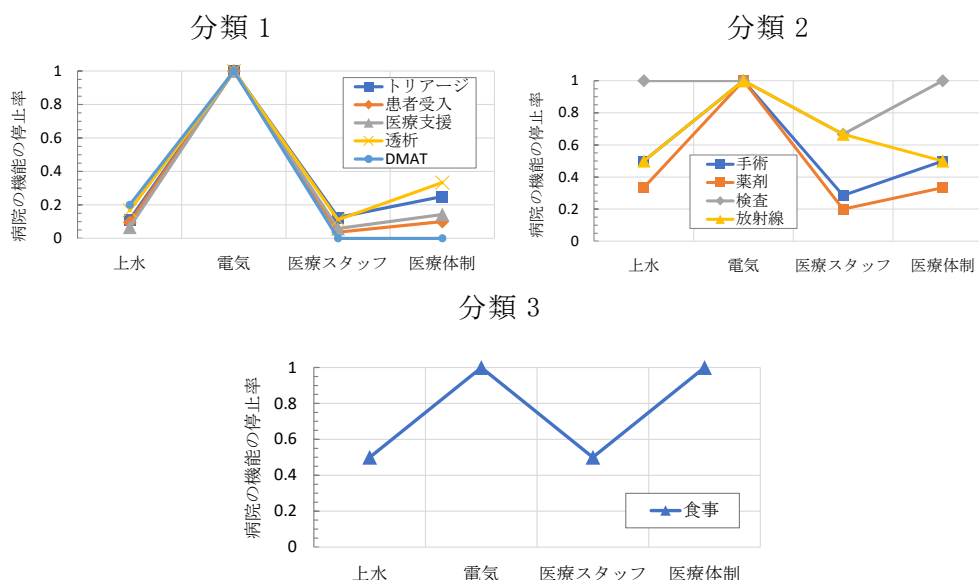 分類 1
病院の機能の停止率
1
0.8
0.6
0.4
0.2
0
トリアージ
患者受入
医療支援
透析
DMAT
上水
電気
医療スタッフ
医療体制
分類 2
病院の機能の停止率
1
0.8
0.6
0.4
0.2
0
手術
薬剤
検査
放射線
上水
電気
医療スタッフ
医療体制
分類 3
病院の機能の停止率
1
0.8
0.6
0.4
0.2
0
食事
上水
電気
医療スタッフ
医療体制